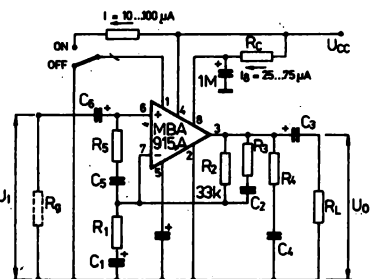 I = 10...100 µA
ON
OFF
RC
UCC
IB = 25...75 µA
1M
1
4
8
C6
6
+
MBA
915A
3
C3
7
−
5
2
R5
R2
R3
R4
33k
C5
C2
UI
Rg
R1
C1
C4
RL
UO